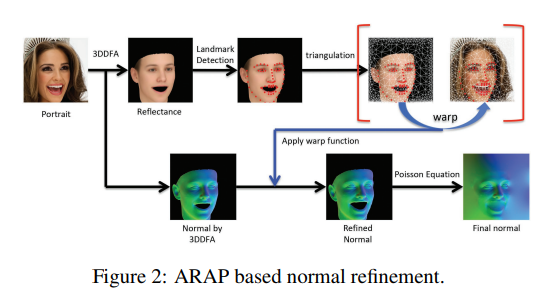 3DDFA
Landmark
Detection
triangulation
Portrait
Reflectance
warp
Apply warp function
Poisson Equation
Normal by
3DDFA
Refined
Normal
Final normal
Figure 2: ARAP based normal refinement.